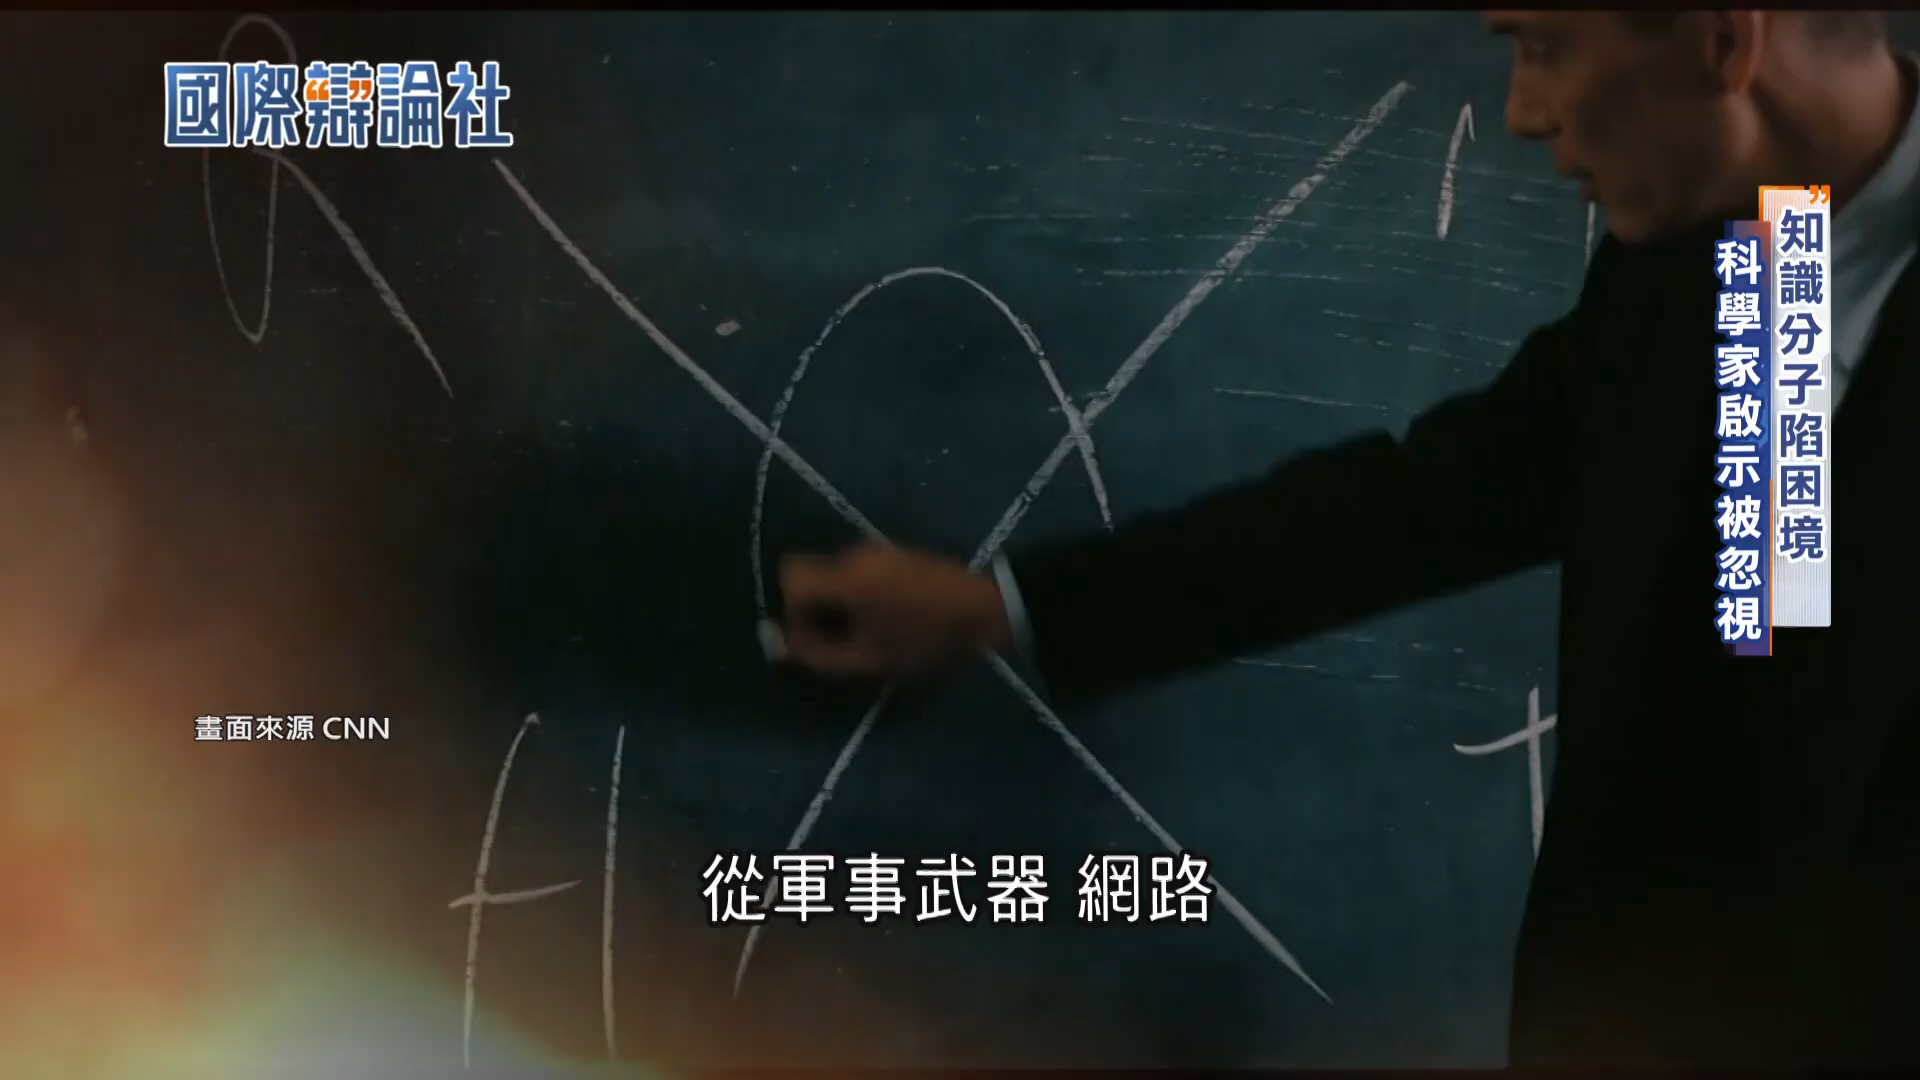 國際辯論社
知識分子陷困境
科學家啟示被忽視
畫面來源 CNN
從軍事武器 網路